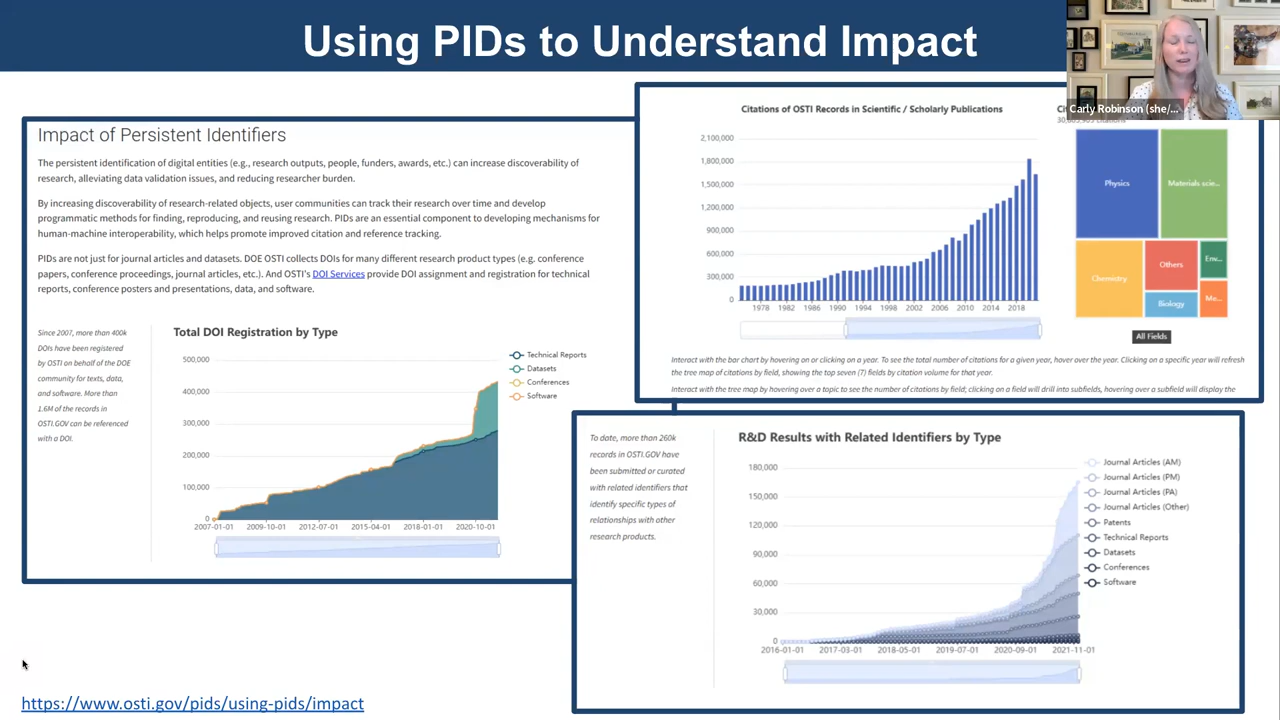 Using PIDs to Understand Impact
Carly Robinson (she/...
Impact of Persistent Identifiers
The persistent identification of digital entities (e.g., research outputs, people, funders, awards, etc.) can increase discoverability of
research, alleviating data validation issues, and reducing researcher burden.
By increasing discoverability of research-related objects, user communities can track their research over time and develop
programmatic methods for finding, reproducing, and reusing research. PIDs are an essential component to developing mechanisms for
human-machine interoperability, which helps promote improved citation and reference tracking.
PIDs are not just for journal articles and datasets. DOE OSTI collects DOIs for many different research product types (e.g. conference
papers, conference proceedings, journal articles, etc.). And OSTI's DOI Services provide DOI assignment and registration for technical
reports, conference posters and presentations, data, and software.
Since 2007, more than 400k
DOIs have been registered
by OSTI on behalf of the DOE
community for texts, data,
and software. More than
1.6M of the records in
OSTI.GOV can be referenced
with a DOI.
Total DOI Registration by Type
500,000
400,000
300,000
200,000
100,000
0
2007-01-01 2009-10-01 2012-07-01 2015-04-01 2018-01-01 2020-10-01
Technical Reports
Datasets
Conferences
Software
Citations of OSTI Records in Scientific / Scholarly Publications
2,100,000
1,800,000
1,500,000
1,200,000
900,000
600,000
300,000
0
1978 1982 1986 1990 1994 1998 2002 2006 2010 2014 2018
Physics
Materials scie...
Chemistry
Others
Env...
Biology
Me...
All Fields
Interact with the bar chart by hovering on or clicking on a year. To see the total number of citations for a given year, hover over the year. Clicking on a specific year will refresh
the tree map of citations by field, showing the top seven (7) fields by citation volume for that year.
Interact with the tree map by hovering over a topic to see the number of citations by field; clicking on a field will drill into subfields, hovering over a subfield will display the
To date, more than 260k
records in OSTI.GOV have
been submitted or curated
with related identifiers that
identify specific types of
relationships with other
research products.
R&D Results with Related Identifiers by Type
180,000
150,000
120,000
90,000
60,000
30,000
0
2016-01-01 2017-03-01 2018-05-01 2019-07-01 2020-09-01 2021-11-01
Journal Articles (AM)
Journal Articles (PM)
Journal Articles (PA)
Journal Articles (Other)
Patents
Technical Reports
Datasets
Conferences
Software
https://www.osti.gov/pids/using-pids/impact